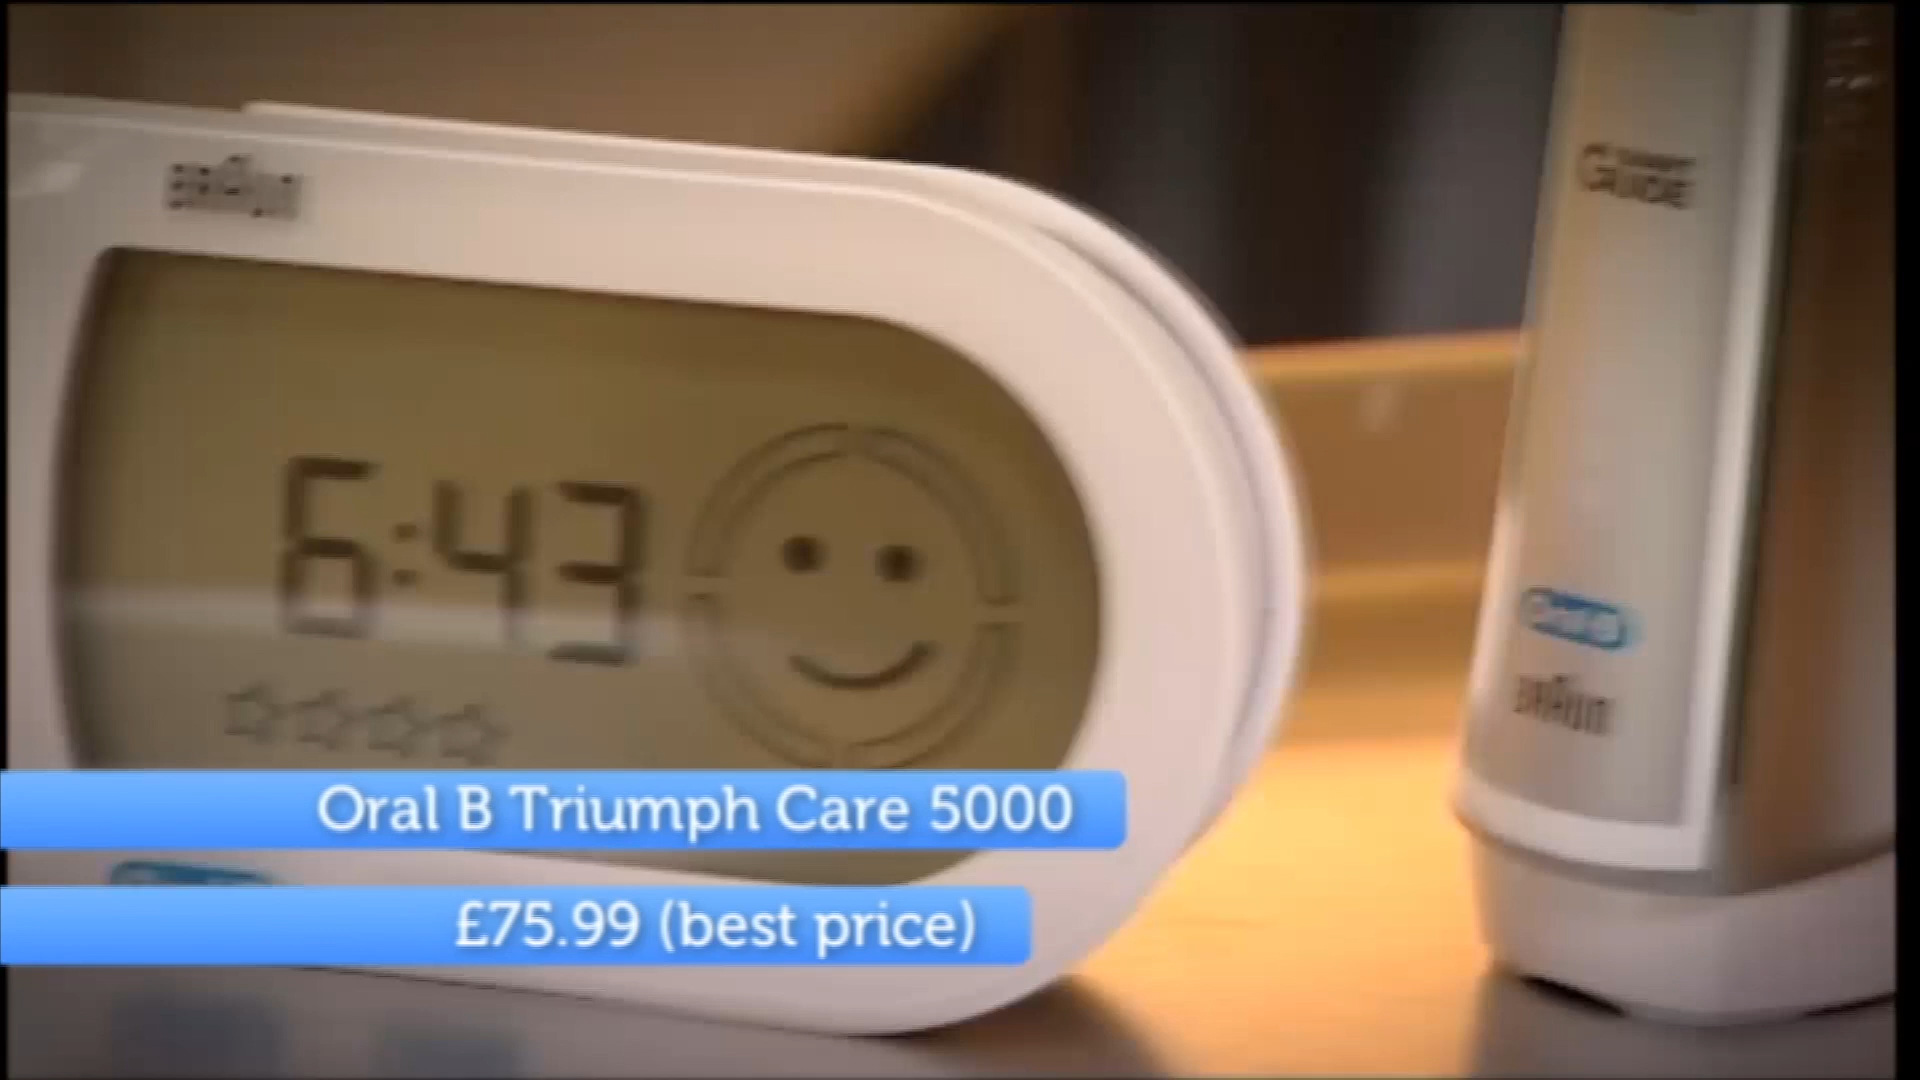 BRAUN
SMART
GUIDE
6:43
Oral-B
BRAUN
Oral B Triumph Care 5000
£75.99 (best price)